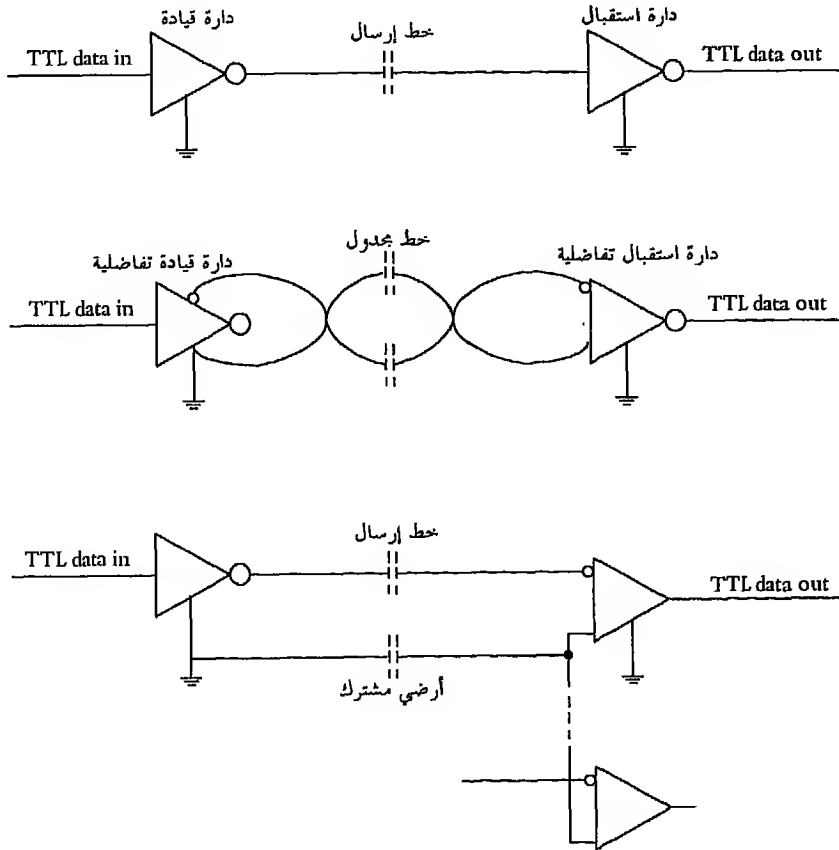 دارة قيادة
خط إرسال
دارة استقبال
TTL data in
TTL data out
خط مجدول
دارة قيادة تفاضلية
دارة استقبال تفاضلية
TTL data in
TTL data out
خط إرسال
TTL data in
TTL data out
أرضي مشترك